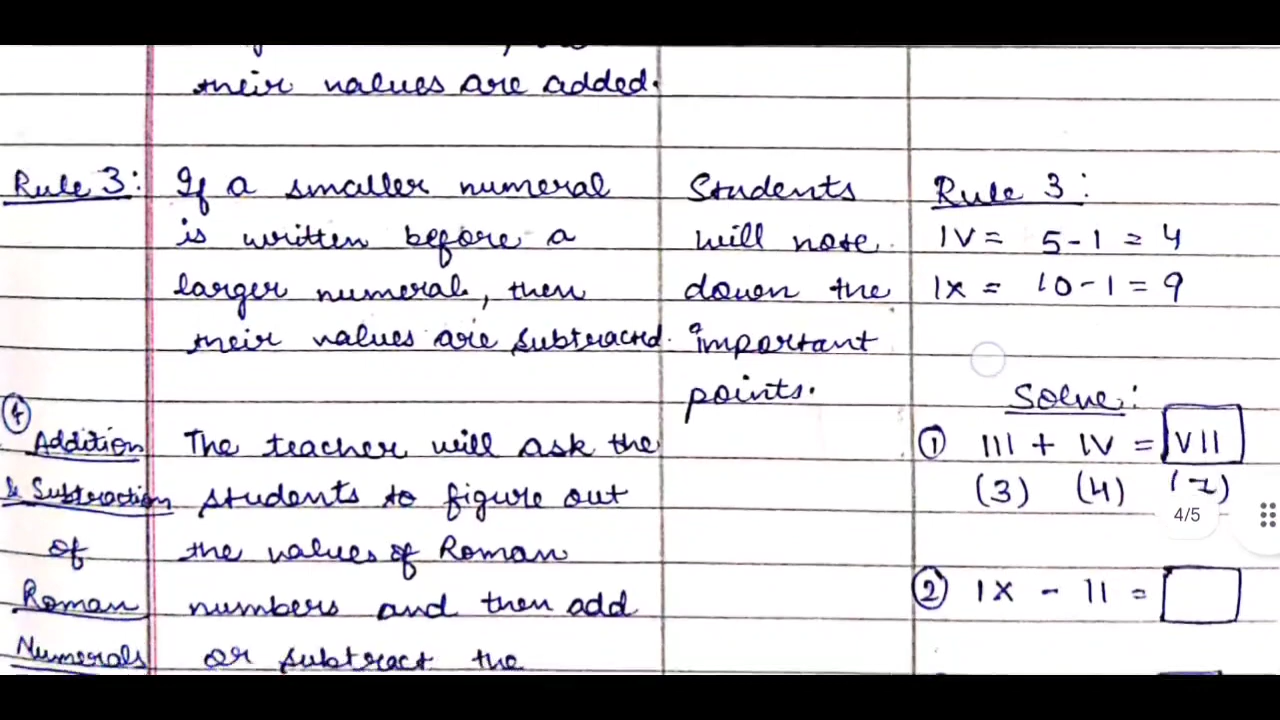 their values are added.
Rule 3:
If a smaller numeral
is written before a
larger numeral, then
their values are subtracted.
Students
will note
down the
important
points.
Rule 3:
IV = 5-1 = 4
IX = 10-1 = 9
4
Addition
& Subtraction
of
Roman
Numerals
The teacher will ask the
students to figure out
the values of Roman
numbers and then add
or subtract the
Solve:
① III + IV = VII
(3) (4) (7)
4/5
② IX - II =